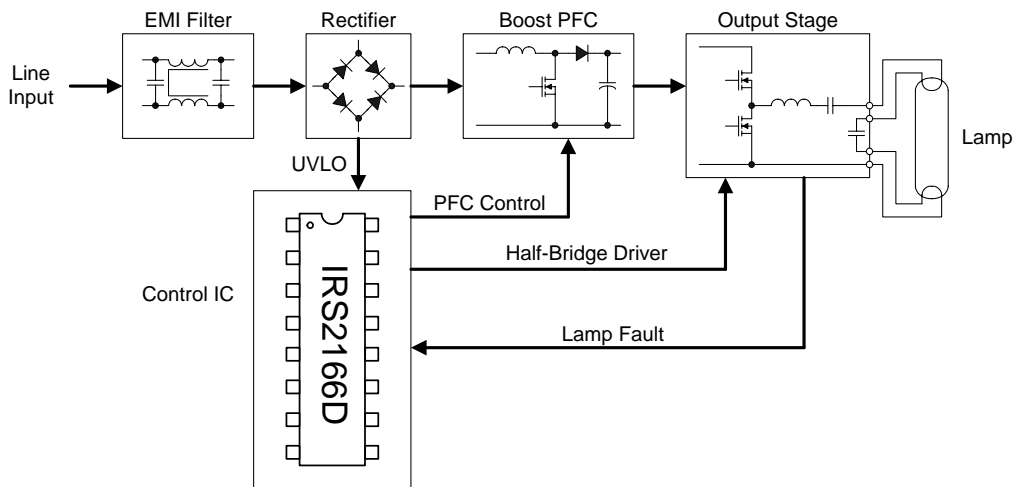 EMI Filter
Rectifier
Boost PFC
Output Stage
Line
Input
Lamp
UVLO
PFC Control
Half-Bridge Driver
Control IC
IRS2166D
Lamp Fault